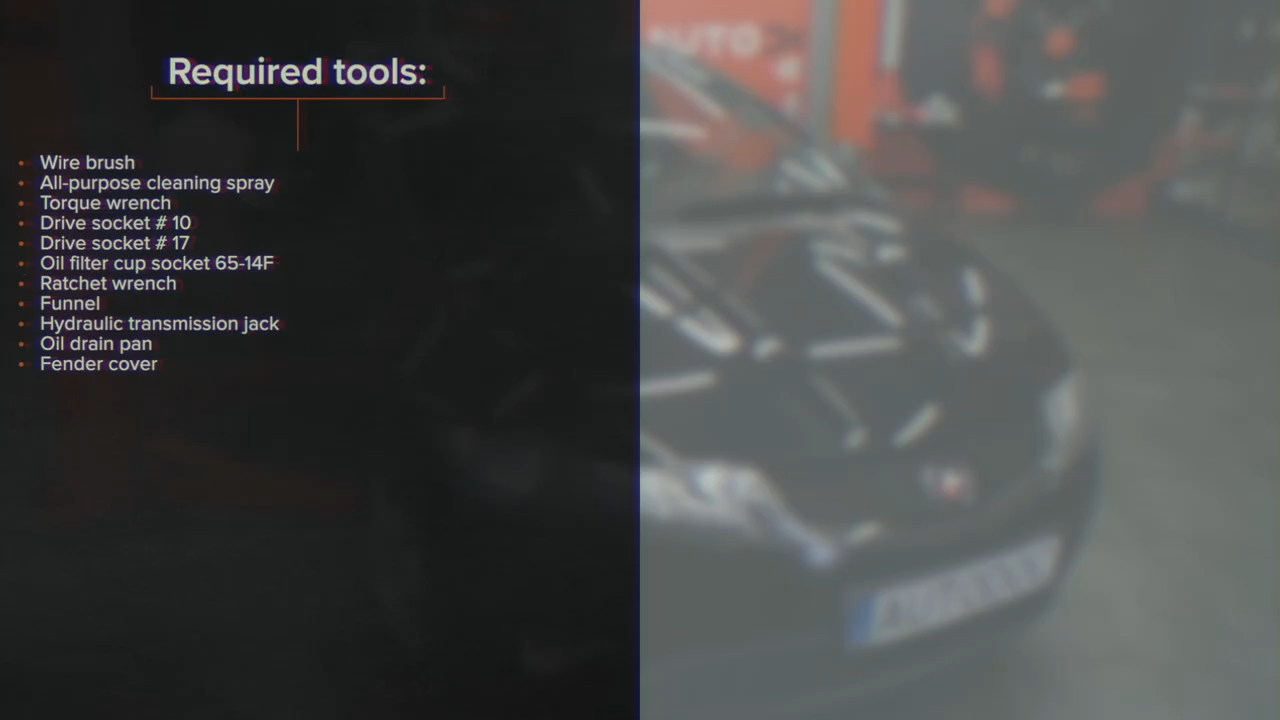 Required tools:
• Wire brush
• All-purpose cleaning spray
• Torque wrench
• Drive socket # 10
• Drive socket # 17
• Oil filter cup socket 65-14F
• Ratchet wrench
• Funnel
• Hydraulic transmission jack
• Oil drain pan
• Fender cover
AUTO